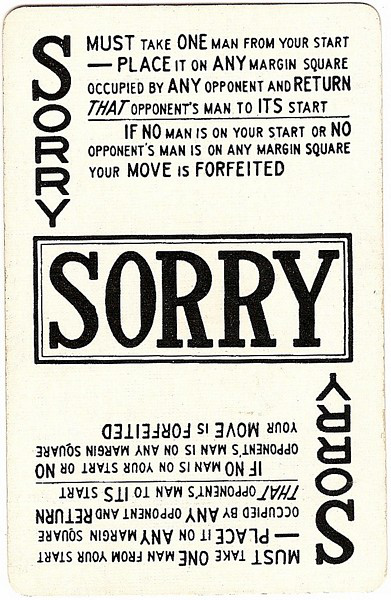 SORRY
MUST TAKE ONE MAN FROM YOUR START
— PLACE IT ON ANY MARGIN SQUARE
OCCUPIED BY ANY OPPONENT AND RETURN
THAT OPPONENT'S MAN TO ITS START
IF NO MAN IS ON YOUR START OR NO
OPPONENT'S MAN IS ON ANY MARGIN SQUARE
YOUR MOVE IS FORFEITED
SORRY
SORRY
MUST TAKE ONE MAN FROM YOUR START
— PLACE IT ON ANY MARGIN SQUARE
OCCUPIED BY ANY OPPONENT AND RETURN
THAT OPPONENT'S MAN TO ITS START
IF NO MAN IS ON YOUR START OR NO
OPPONENT'S MAN IS ON ANY MARGIN SQUARE
YOUR MOVE IS FORFEITED